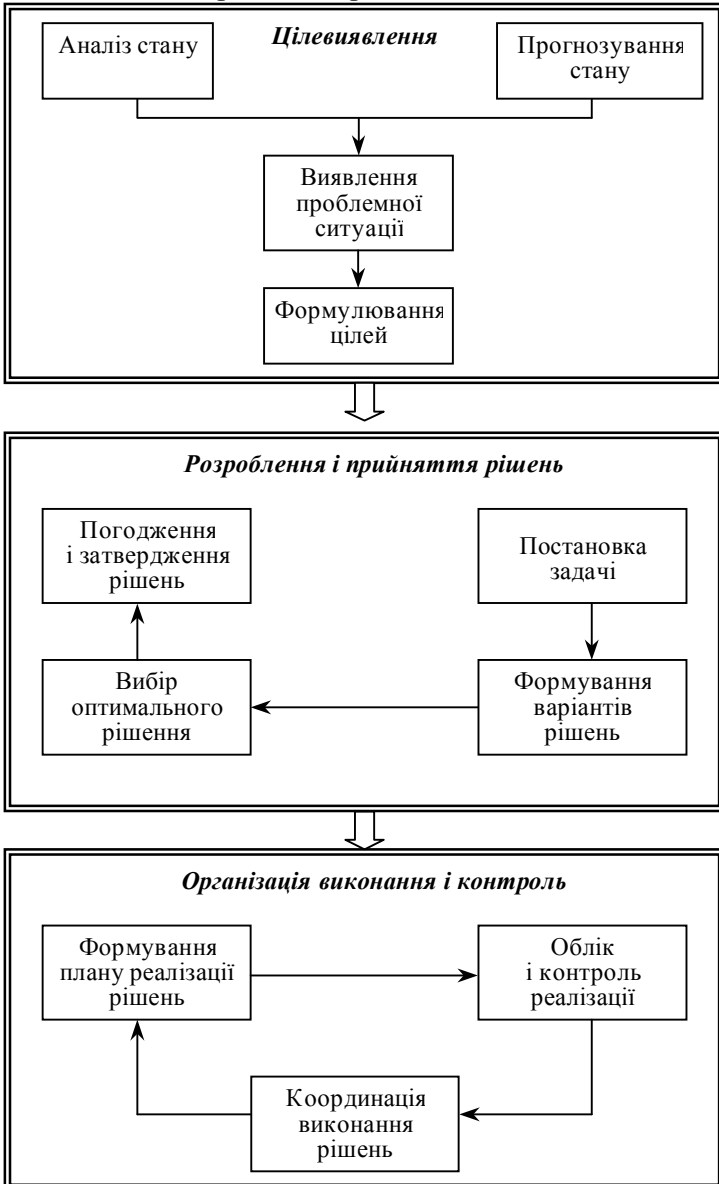 Цілевиявлення
Аналіз стану
Прогнозування
стану
Виявлення
проблемної
ситуації
Формулювання
цілей
Розроблення і прийняття рішень
Погодження
і затвердження
рішень
Постановка
задачі
Вибір
оптимального
рішення
Формування
варіантів
рішень
Організація виконання і контроль
Формування
плану реалізації
рішень
Облік
і контроль
реалізації
Координація
виконання
рішень